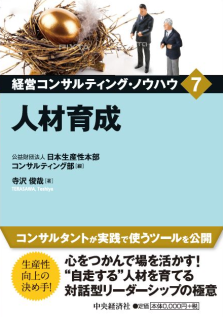 経営コンサルティング・ノウハウ 7
人材育成
公益財団法人 日本生産性本部
コンサルティング部[編]
寺沢 俊哉[著]
TERASAWA, Toshiya
コンサルタントが実践で使うツールを公開
生産性
向上の
決め手!
心をつかんで場を活かす!
“自走する”人材を育てる
対話型リーダーシップの極意
中央経済社 ●定価 本体0,000円+税